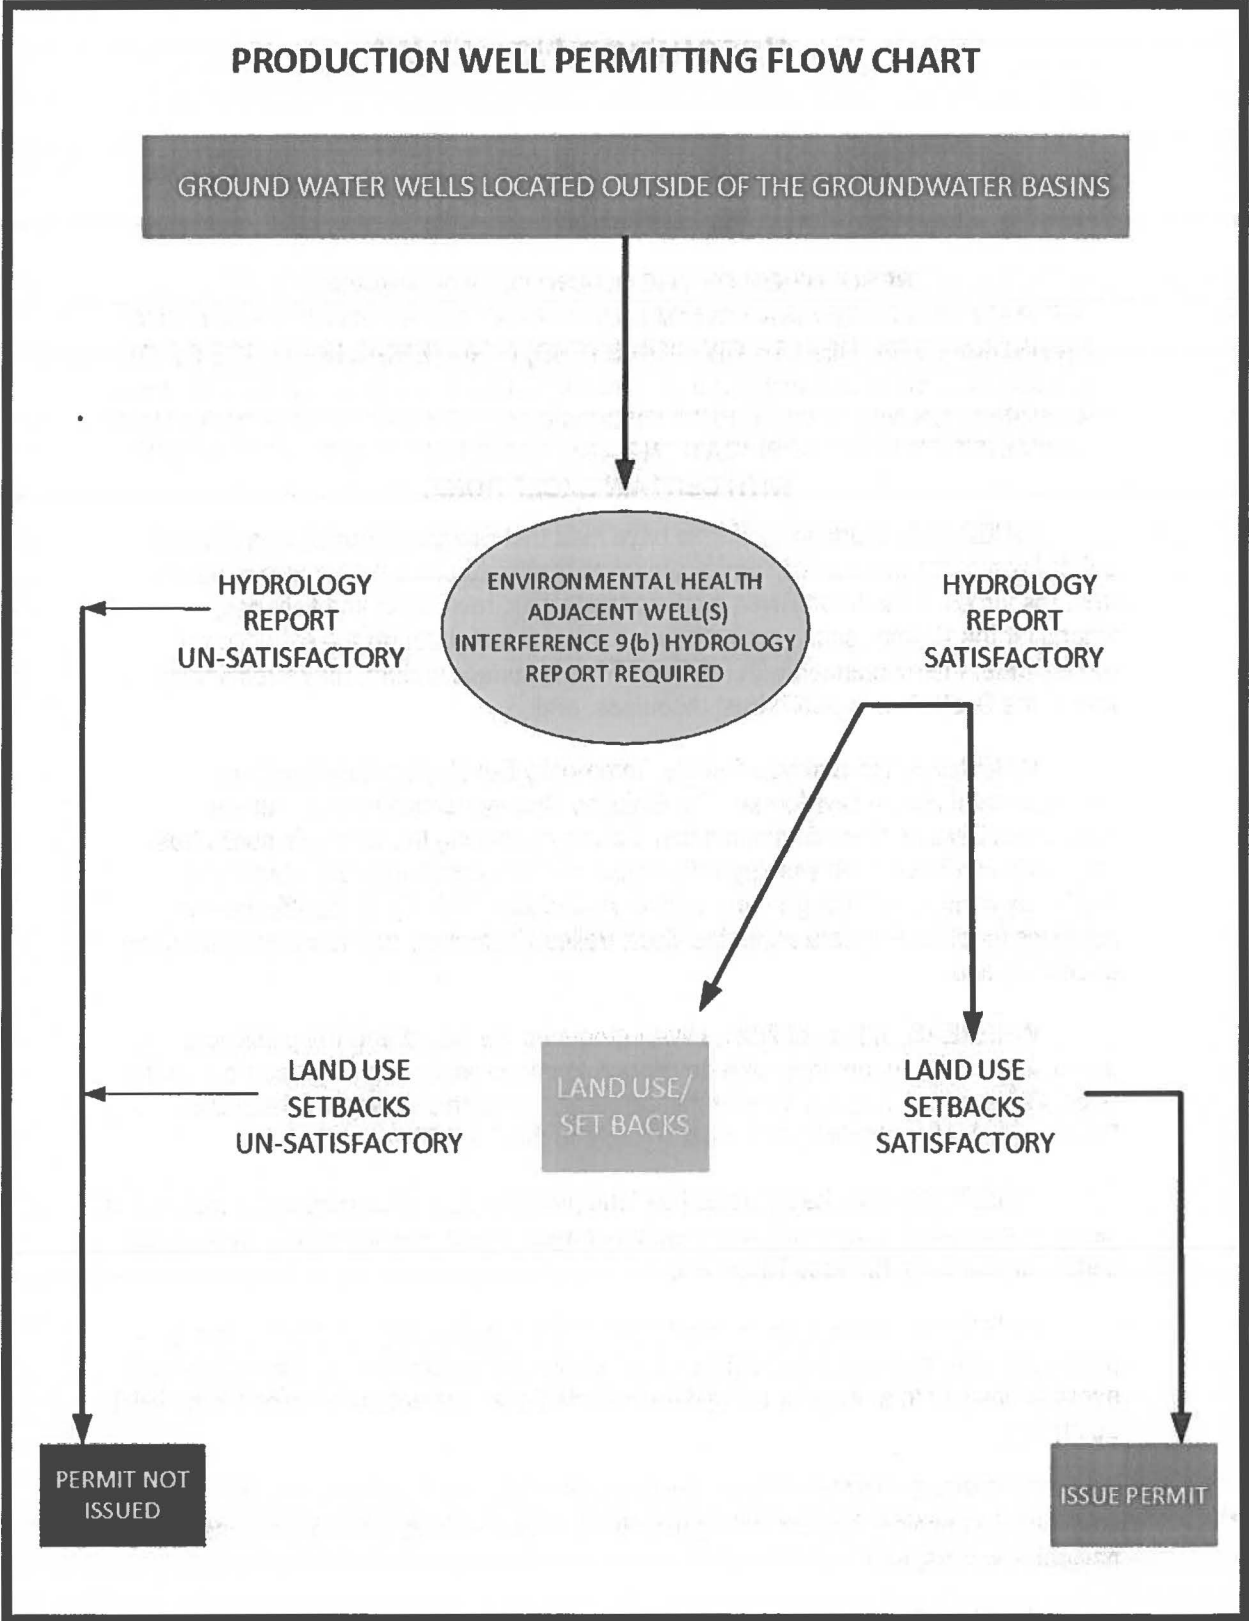 PRODUCTION WELL PERMITTING FLOW CHART
GROUND WATER WELLS LOCATED OUTSIDE OF THE GROUNDWATER BASINS
HYDROLOGY
REPORT
UN-SATISFACTORY
ENVIRONMENTAL HEALTH
ADJACENT WELL(S)
INTERFERENCE 9(b) HYDROLOGY
REPORT REQUIRED
HYDROLOGY
REPORT
SATISFACTORY
LAND USE
SETBACKS
UN-SATISFACTORY
LAND USE/
SET BACKS
LAND USE
SETBACKS
SATISFACTORY
PERMIT NOT
ISSUED
ISSUE PERMIT